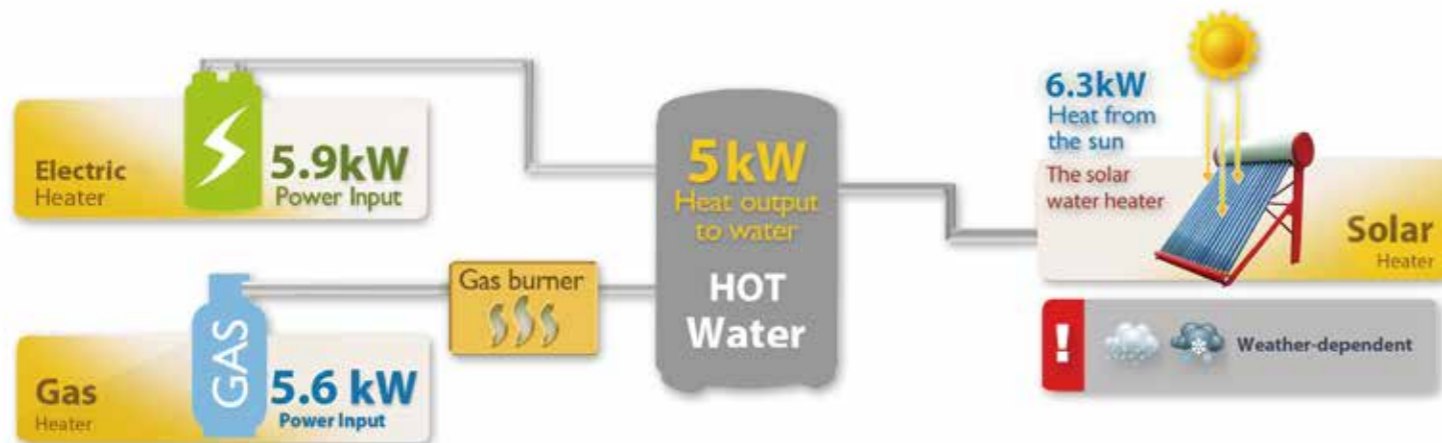 Electric
Heater
5.9kW
Power Input
Gas burner
GAS
Gas
Heater
5.6 kW
Power Input
5kW
Heat output
to water
HOT
Water
6.3kW
Heat from
the sun
The solar
water heater
Solar
Heater
!
Weather-dependent